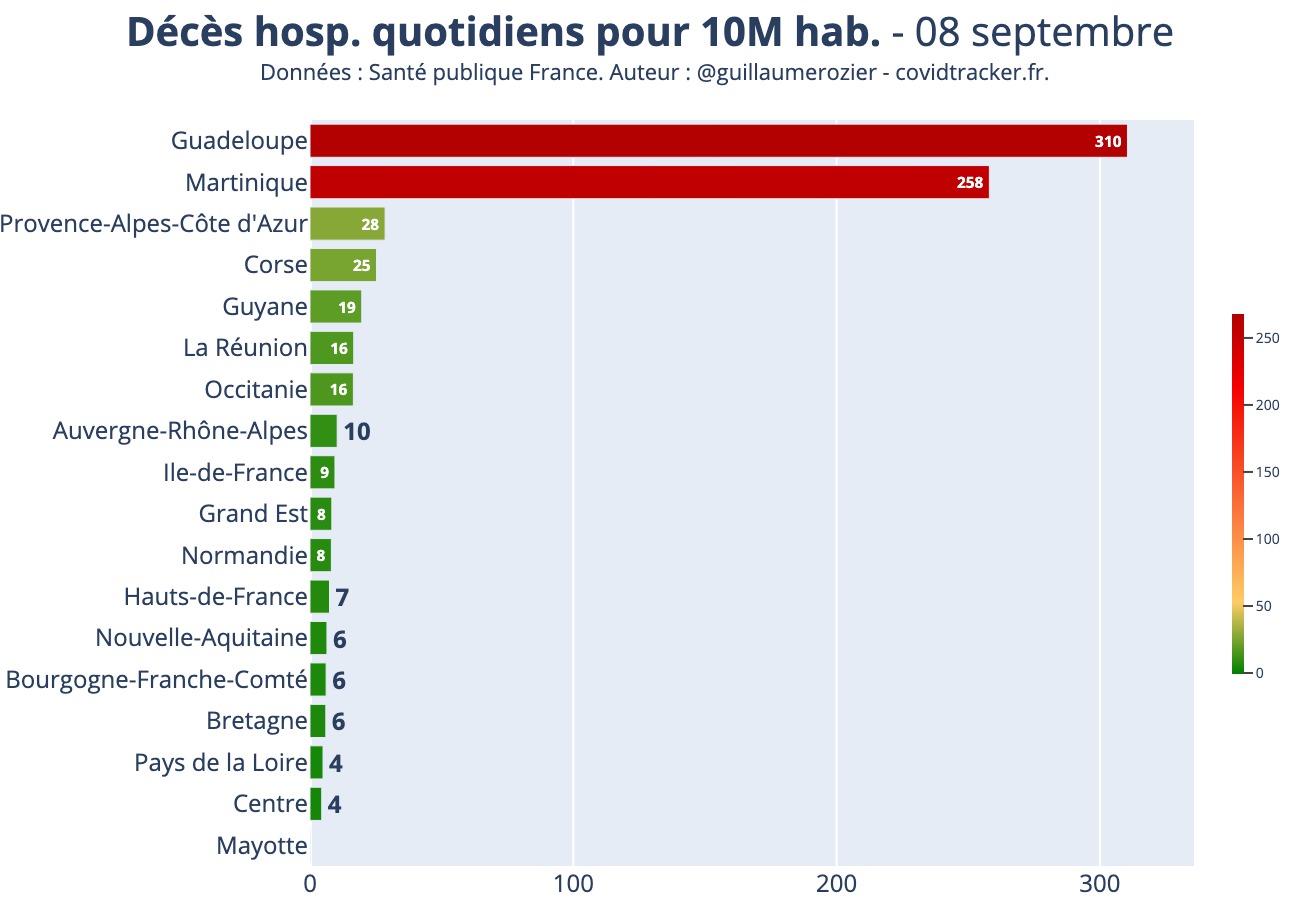 Décès hosp. quotidiens pour 10M hab. - 08 septembre
Données : Santé publique France. Auteur : @guillaumerozier - covidtracker.fr.
Guadeloupe 310
Martinique 258
Provence-Alpes-Côte d'Azur 28
Corse 25
Guyane 19
La Réunion 16
Occitanie 16
Auvergne-Rhône-Alpes 10
Ile-de-France 9
Grand Est 8
Normandie 8
Hauts-de-France 7
Nouvelle-Aquitaine 6
Bourgogne-Franche-Comté 6
Bretagne 6
Pays de la Loire 4
Centre 4
Mayotte
0 100 200 300
250
200
150
100
50
0